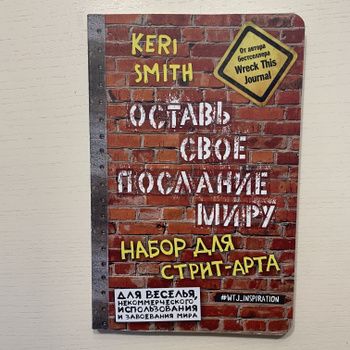 KERI
SMITH
От автора
бестселлера
Wreck This
Journal
ОСТАВЬ
СВОЕ
ПОСЛАНИЕ
МИРУ
НАБОР ДЛЯ
СТРИТ-АРТА
ДЛЯ ВЕСЕЛЬЯ,
НЕКОММЕРЧЕСКОГО
ИСПОЛЬЗОВАНИЯ
И ЗАВОЕВАНИЯ МИРА
#WTJ_INSPIRATION